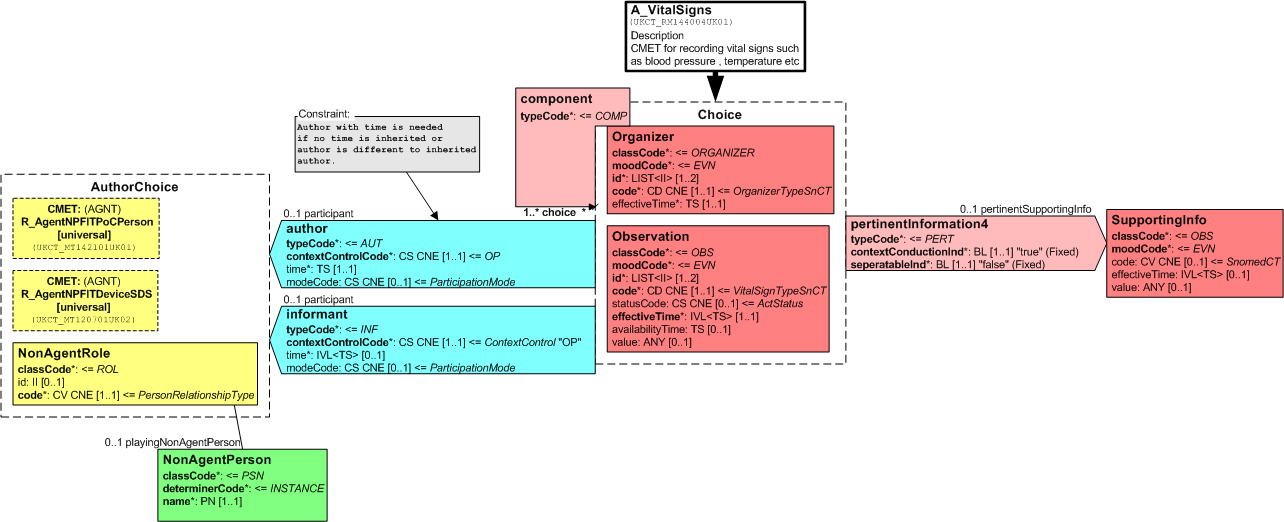 A_VitalSigns
(UKCT_RM144004UK01)
Description
CMET for recording vital signs such
as blood pressure , temperature etc
component
typeCode*: <= COMP
Choice
Constraint:
Author with time is needed
if no time is inherited or
author is different to inherited
author.
Organizer
classCode*: <= ORGANIZER
moodCode*: <= EVN
id*: LIST<II> [1..2]
code*: CD CNE [1..1] <= OrganizerTypeSnCT
effectiveTime*: TS [1..1]
1..* choice *
AuthorChoice
CMET: (AGNT)
R_AgentNPFITPoCPerson
[universal]
(UKCT_MT142101UK01)
CMET: (AGNT)
R_AgentNPFITDeviceSDS
[universal]
(UKCT_MT120701UK02)
NonAgentRole
classCode*: <= ROL
id: II [0..1]
code*: CV CNE [1..1] <= PersonRelationshipType
0..1 participant
author
typeCode*: <= AUT
contextControlCode*: CS CNE [1..1] <= OP
time*: TS [1..1]
modeCode: CS CNE [0..1] <= ParticipationMode
0..1 participant
informant
typeCode*: <= INF
contextControlCode*: CS CNE [1..1] <= ContextControl "OP"
time*: IVL<TS> [0..1]
modeCode: CS CNE [0..1] <= ParticipationMode
Observation
classCode*: <= OBS
moodCode*: <= EVN
id*: LIST<II> [1..2]
code*: CD CNE [1..1] <= VitalSignTypeSnCT
statusCode: CS CNE [0..1] <= ActStatus
effectiveTime*: IVL<TS> [1..1]
availabilityTime: TS [0..1]
value: ANY [0..1]
0..1 pertinentSupportingInfo
pertinentInformation4
typeCode*: <= PERT
contextConductionInd*: BL [1..1] "true" (Fixed)
seperatableInd*: BL [1..1] "false" (Fixed)
SupportingInfo
classCode*: <= OBS
moodCode*: <= EVN
code: CV CNE [0..1] <= SnomedCT
effectiveTime: IVL<TS> [0..1]
value: ANY [0..1]
0..1 playingNonAgentPerson
NonAgentPerson
classCode*: <= PSN
determinerCode*: <= INSTANCE
name*: PN [1..1]